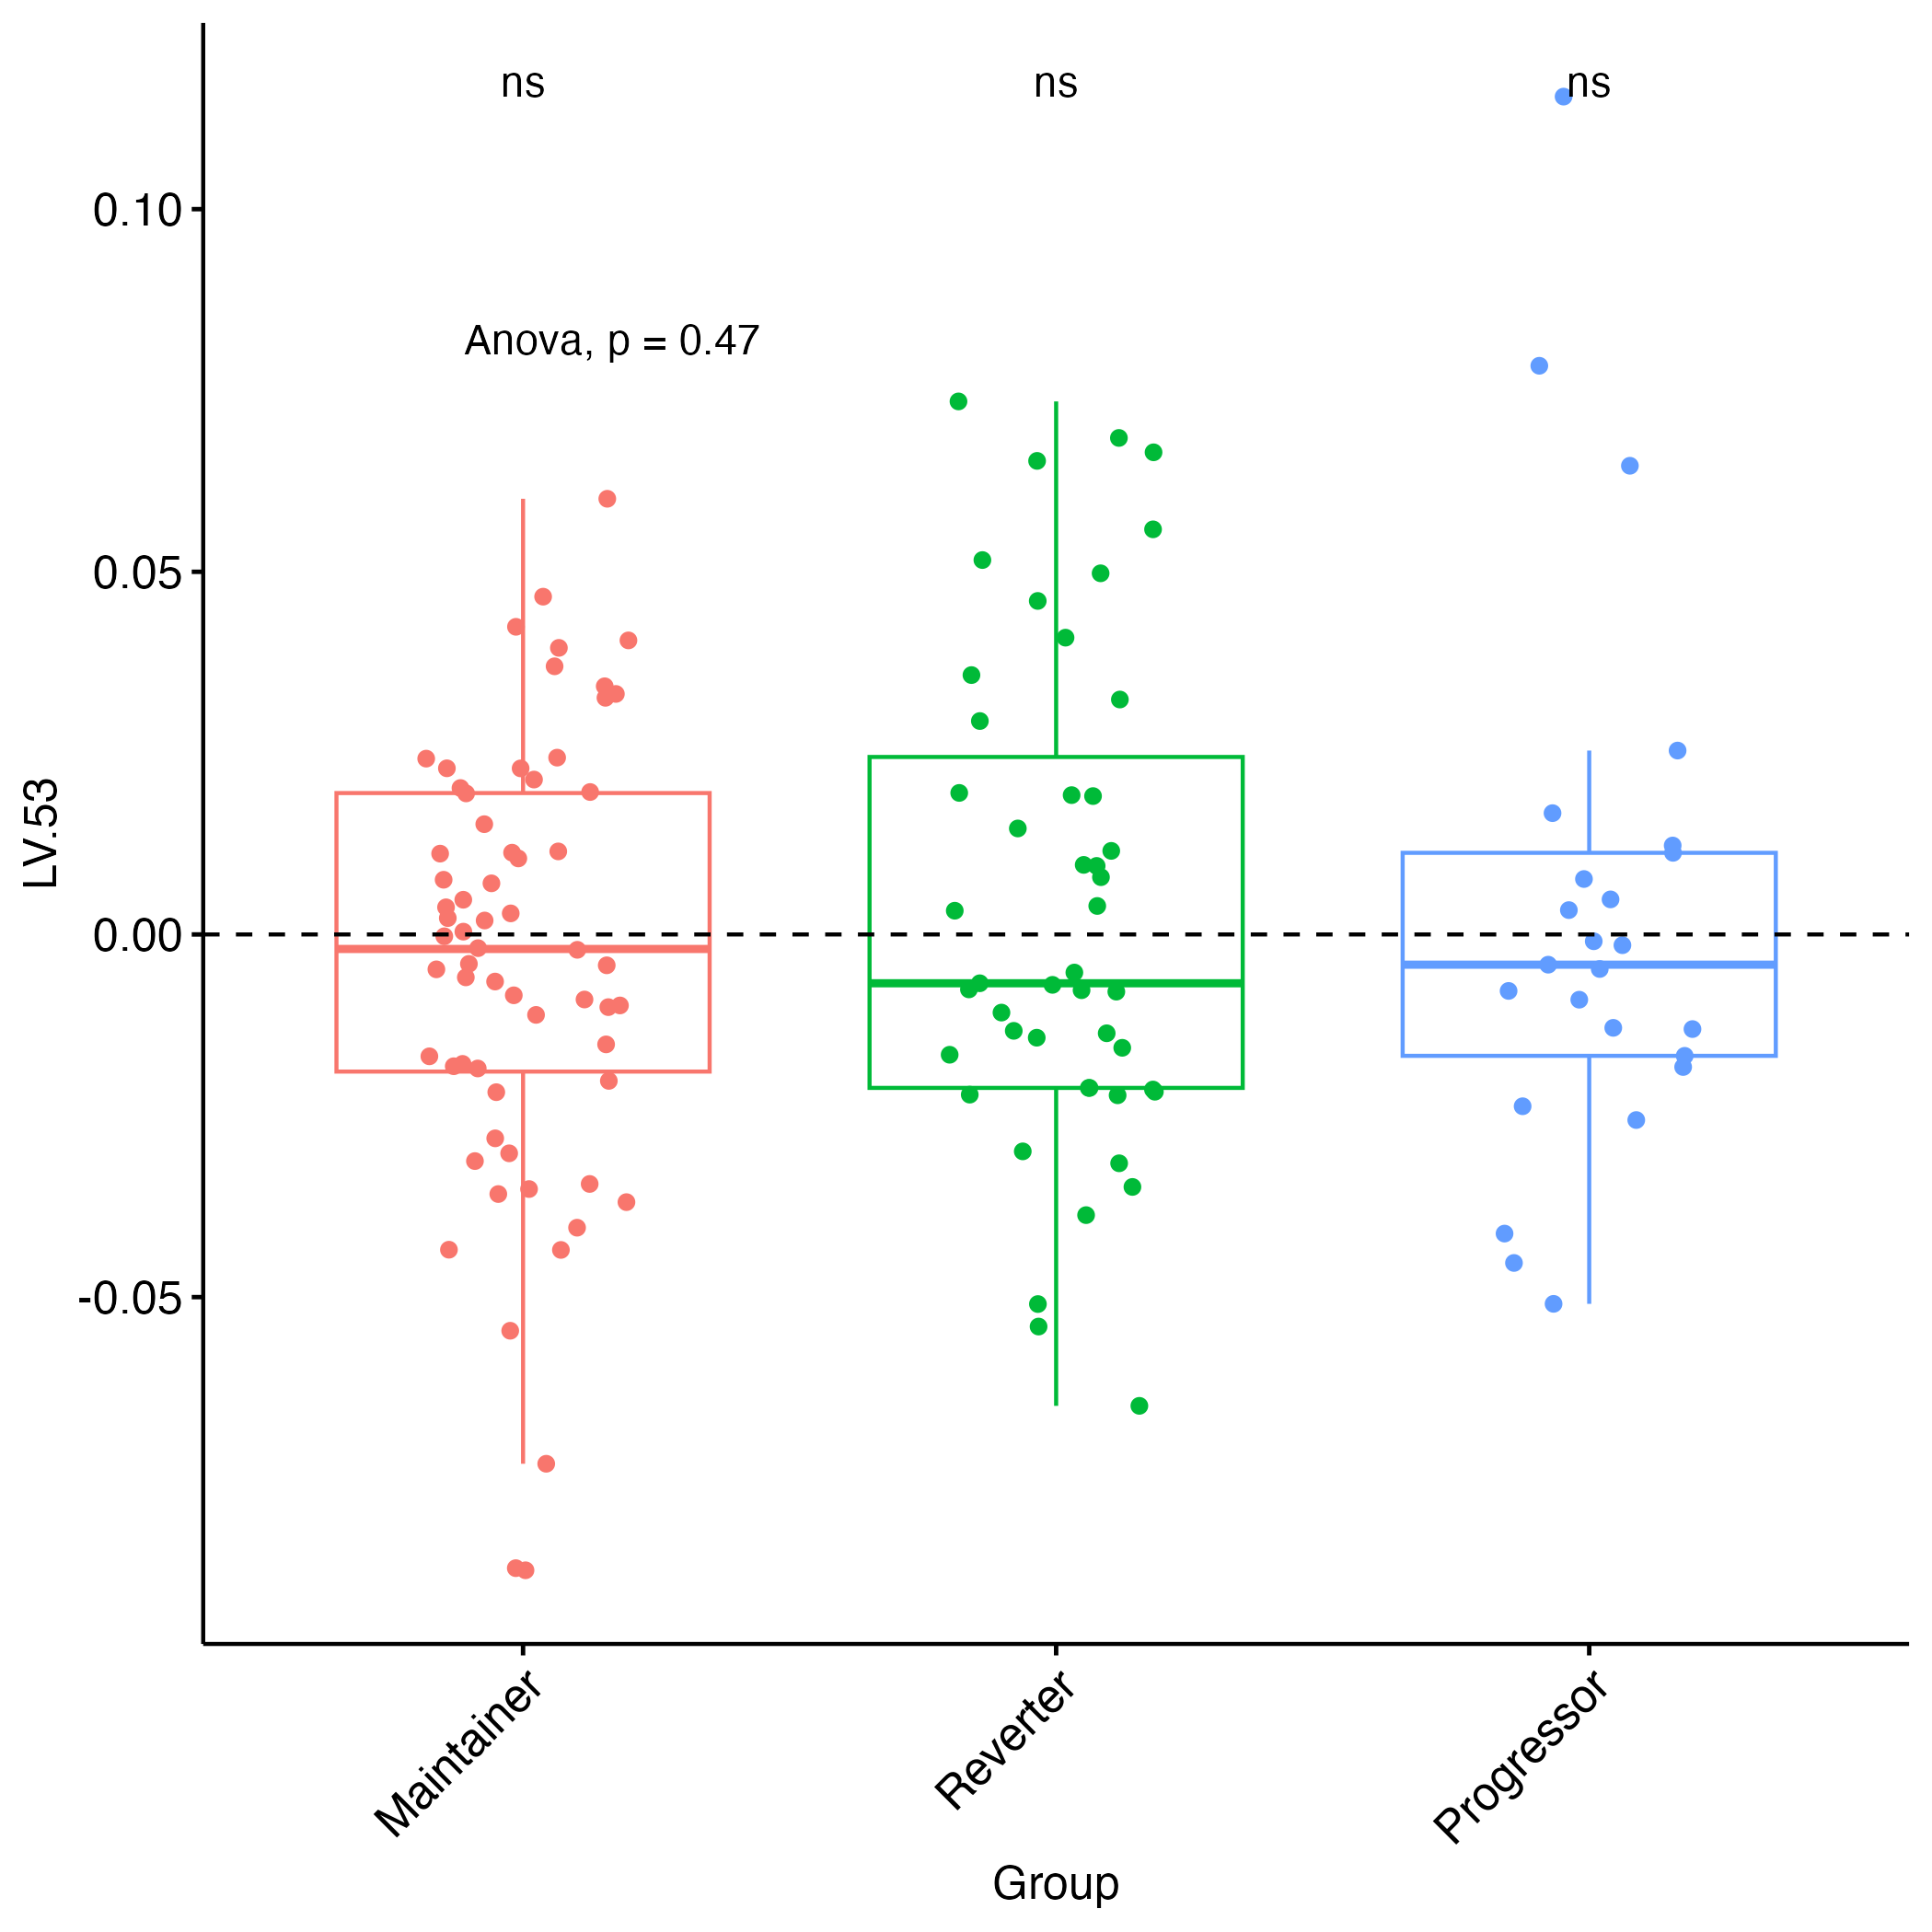 ns ns ns
0.10
Anova, p = 0.47
0.05
LV.53
0.00
-0.05
Maintainer Reverter Progressor
Group